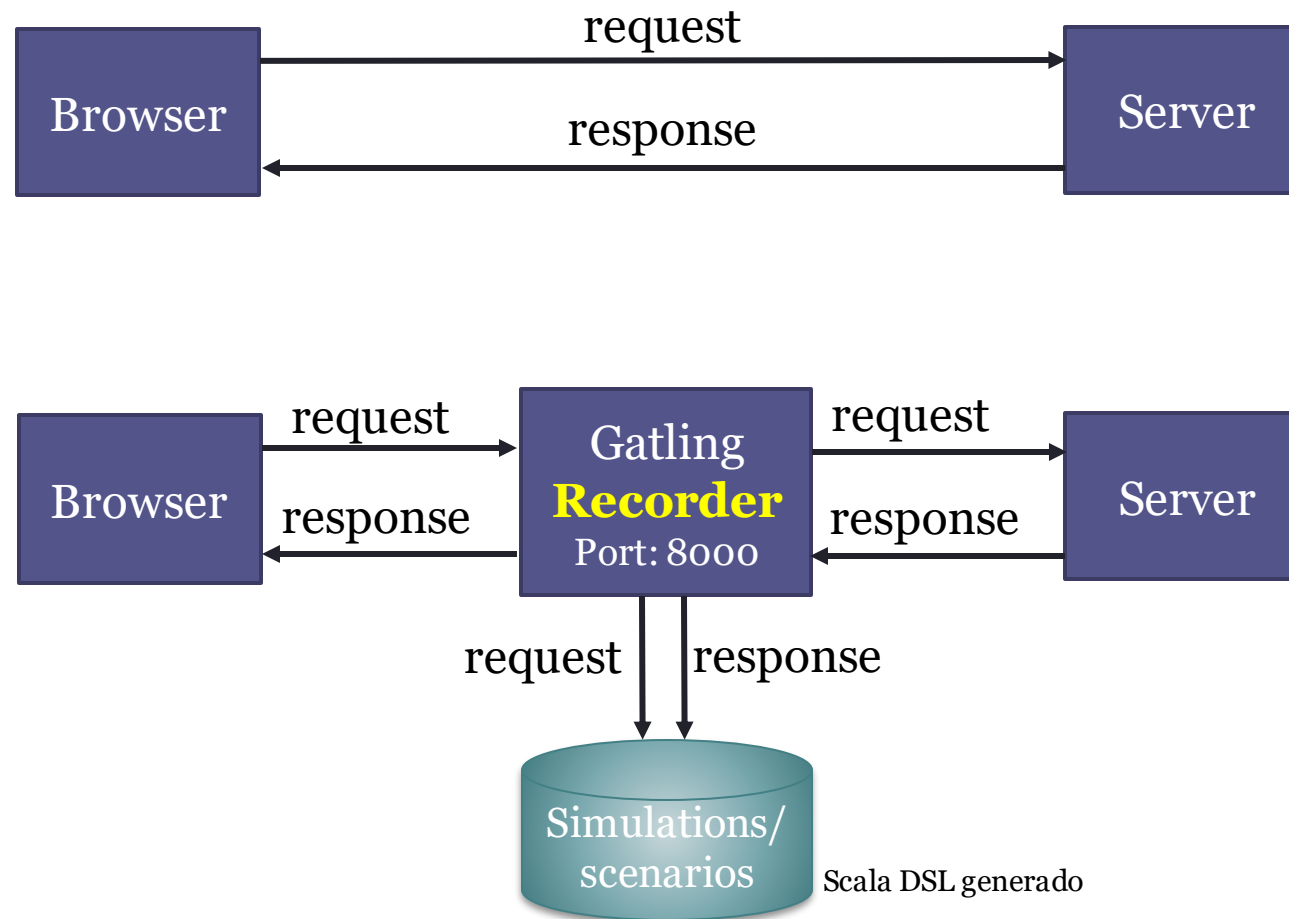 request
Browser
Server
response
request
request
Gatling
Recorder
Port: 8000
Browser
Server
response
response
request
response
Simulations/
scenarios
Scala DSL generado